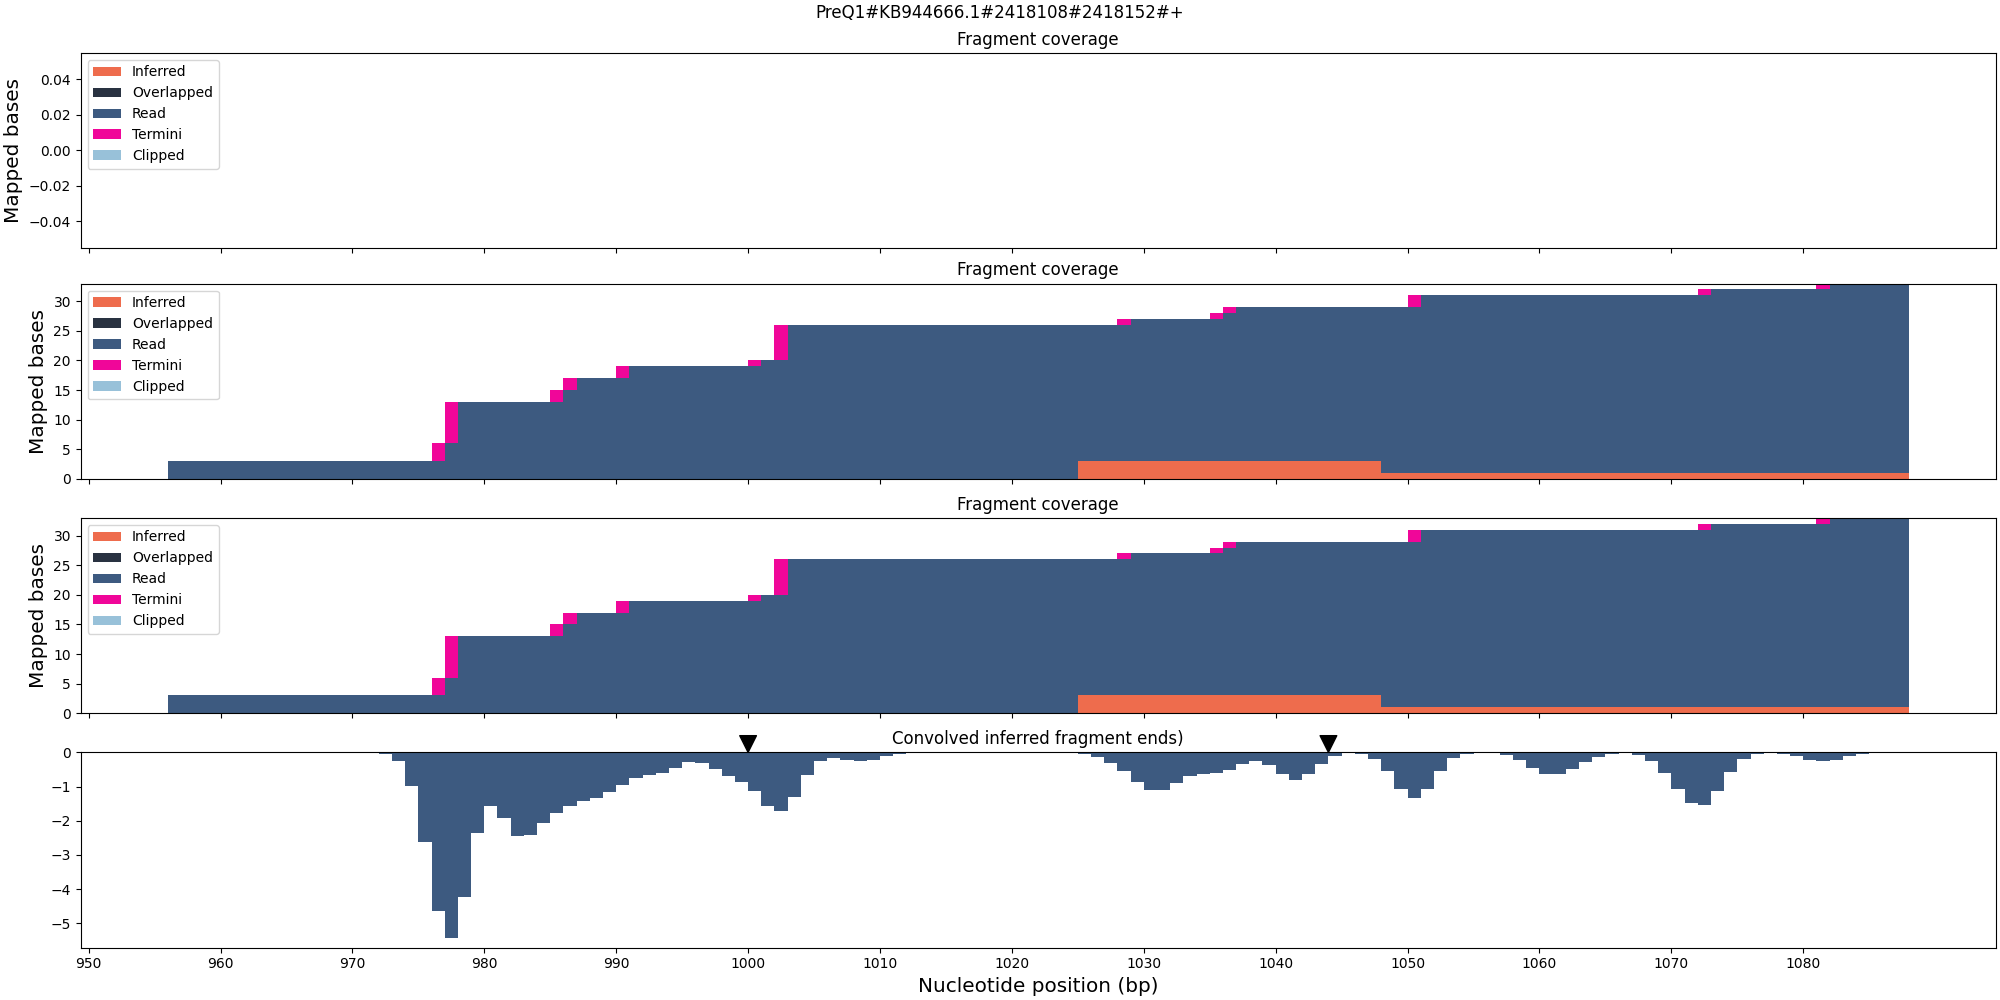 PreQ1#KB944666.1#2418108#2418152#+
Fragment coverage
Mapped bases
0.04
0.02
0.00
−0.02
−0.04
Inferred
Overlapped
Read
Termini
Clipped
Fragment coverage
Mapped bases
30
25
20
15
10
5
0
Inferred
Overlapped
Read
Termini
Clipped
Fragment coverage
Mapped bases
30
25
20
15
10
5
0
Inferred
Overlapped
Read
Termini
Clipped
Convolved inferred fragment ends)
0
−1
−2
−3
−4
−5
950 960 970 980 990 1000 1010 1020 1030 1040 1050 1060 1070 1080
Nucleotide position (bp)